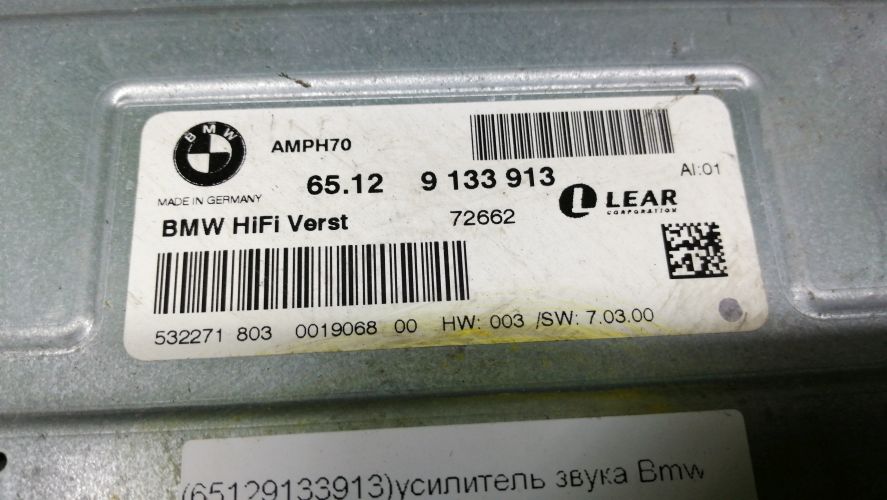 BMW
AMPH70
65.12 9 133 913
AI:01
MADE IN GERMANY
LEAR
CORPORATION
BMW HiFi Verst 72662
532271 803 0019068 00 HW: 003 /SW: 7.03.00
(65129133913)усилитель звука Bmw